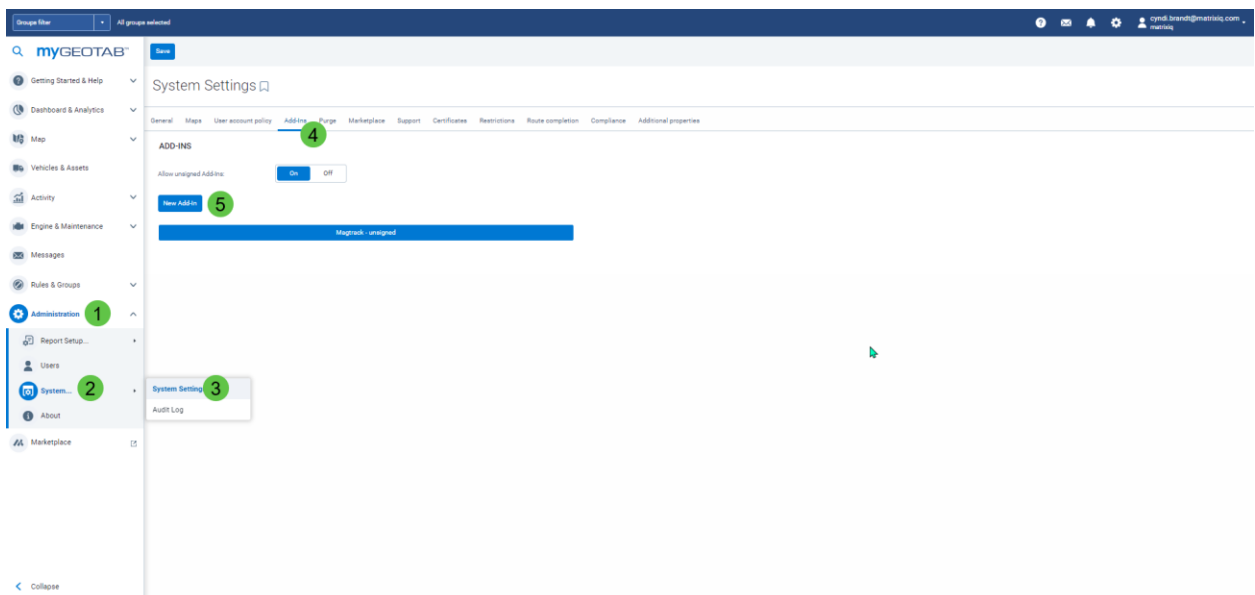 Groups filter
All groups selected
cyndi.brandt@matrixiq.com
matrixiq
myGEOTAB
Save
Getting Started & Help
System Settings
Dashboard & Analytics
General Maps User account policy Add-Ins Purge Marketplace Support Certificates Restrictions Route completion Compliance Additional properties
4
Map
ADD-INS
Vehicles & Assets
Allow unsigned Add-Ins:
On Off
Activity
New Add-In
5
Engine & Maintenance
Magtrack - unsigned
Messages
Rules & Groups
Administration
1
Report Setup...
Users
System...
2
System Setting
3
About
Audit Log
Marketplace
Collapse